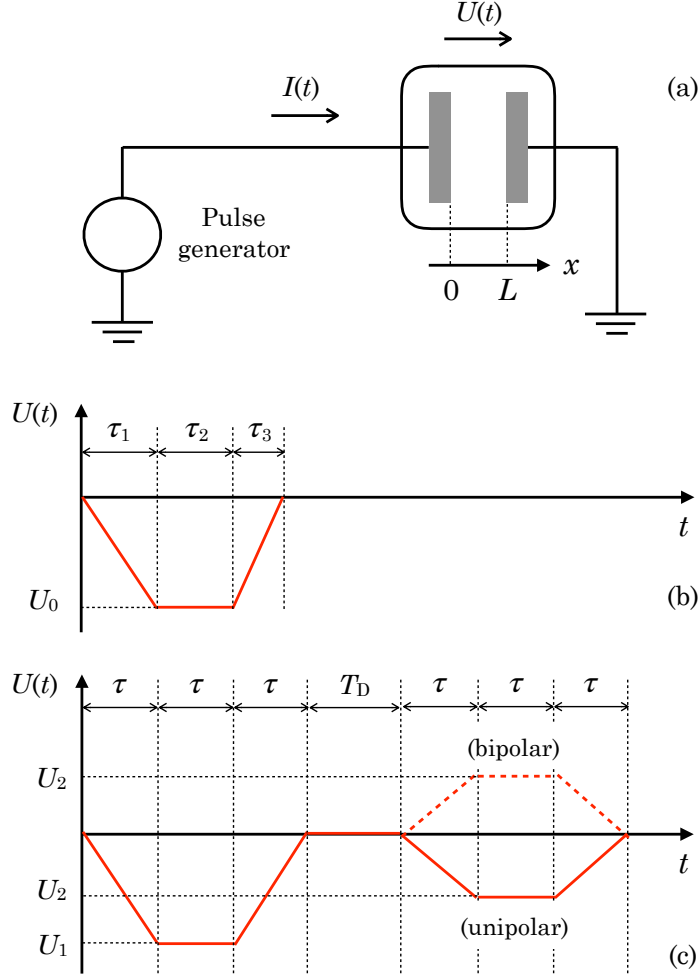 U(t)
(a)
I(t)
Pulse
generator
x
0 L
U(t)
τ1 τ2 τ3
t
U0
(b)
U(t)
τ τ τ TD τ τ τ
(bipolar)
U2
t
U2
(unipolar)
U1
(c)